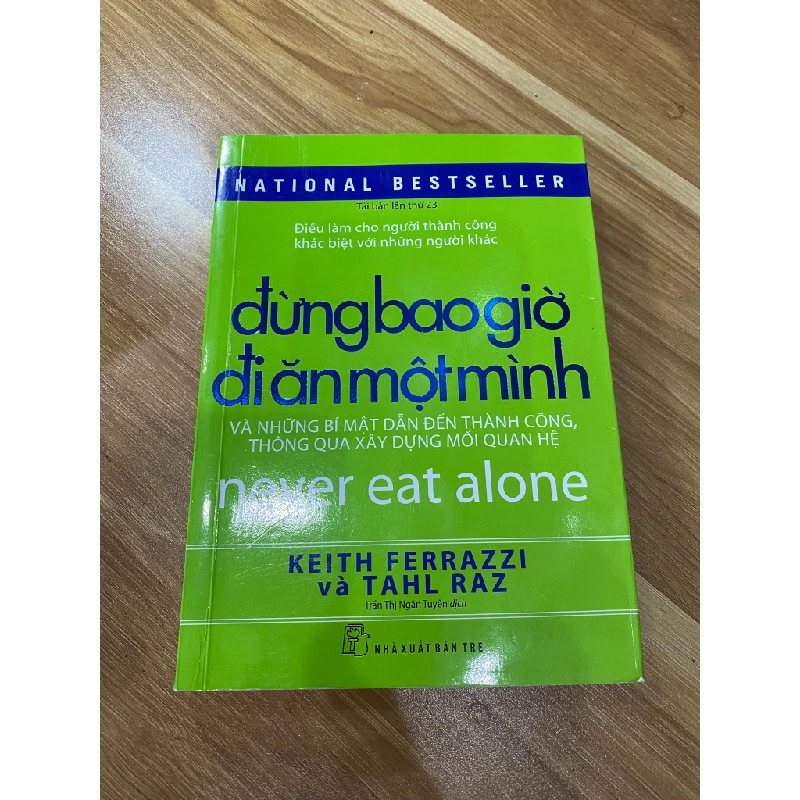 NATIONAL BESTSELLER
Tái bản lần thứ 23
Điều làm cho người thành công
khác biệt với những người khác
đừng bao giờ
đi ăn một mình
VÀ NHỮNG BÍ MẬT DẪN ĐẾN THÀNH CÔNG,
THÔNG QUA XÂY DỰNG MỐI QUAN HỆ
never eat alone
KEITH FERRAZZI
và TAHL RAZ
Trần Thị Ngân Tuyến dịch
NHÀ XUẤT BẢN TRẺ